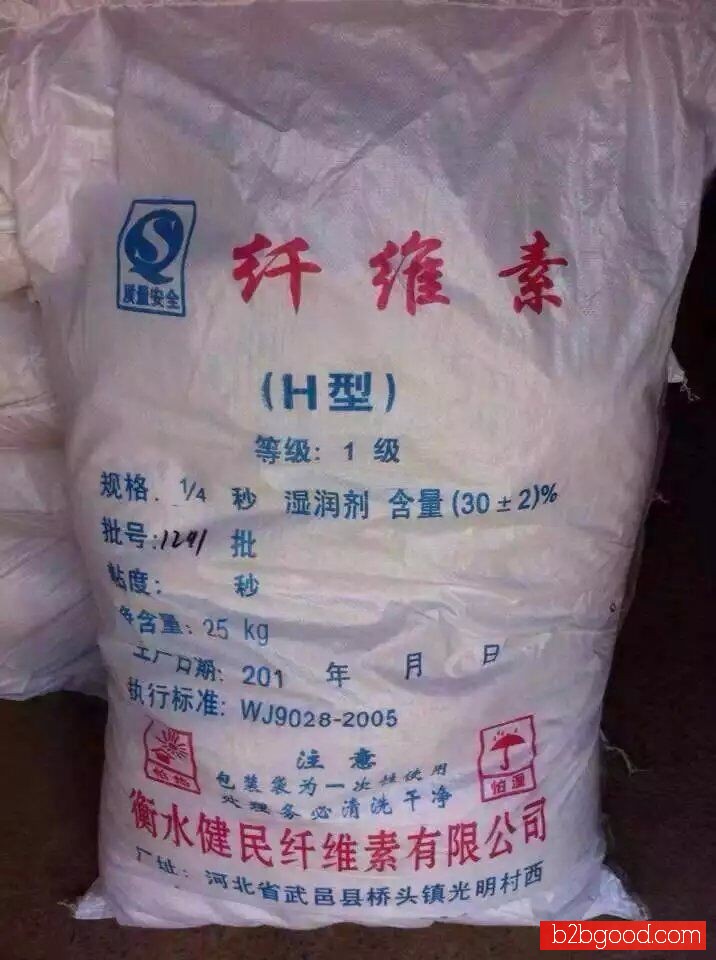 质量安全
纤维素
(H型)
等级: 1 级
规格. 1/4 秒 湿润剂 含量(30±2)%
批号:1291 批
粘度: 秒
净含量: 25 kg
生产日期: 201 年 月 日
执行标准: WJ9028-2005
注意
包装袋为一次性使用
处理务必清洗干净
怕热
怕湿
衡水健民纤维素有限公司
厂址: 河北省武邑县桥头镇光明村西
b2bgood.com